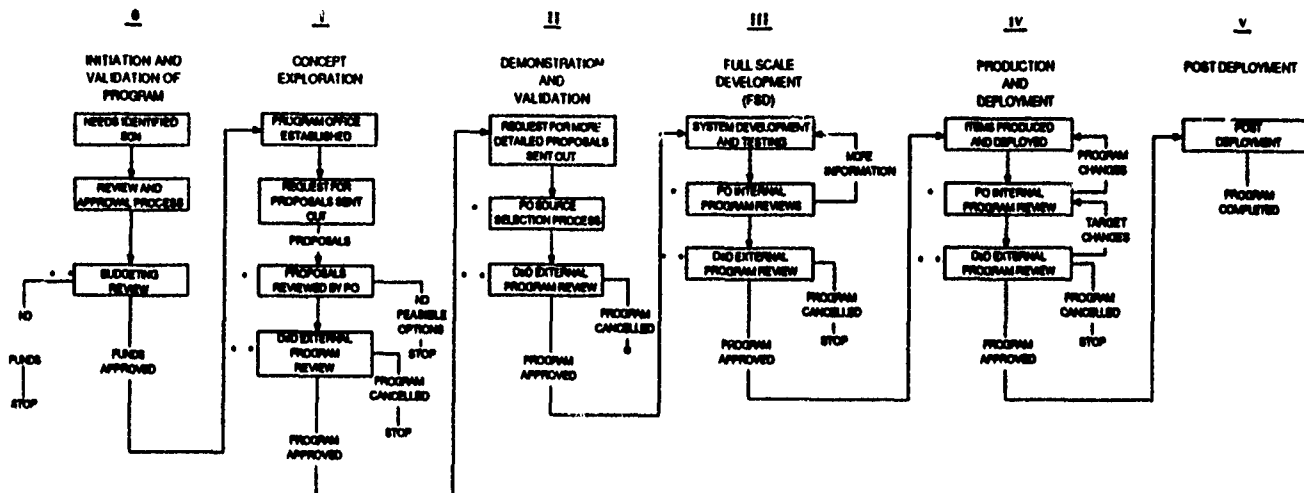 0
INITIATION AND
VALIDATION OF
PROGRAM
NEEDS IDENTIFIED
SON
REVIEW AND
APPROVAL PROCESS
BUDGETING
REVIEW
NO
FUNDS
STOP
FUNDS
APPROVED
I
CONCEPT
EXPLORATION
PROGRAM OFFICE
ESTABLISHED
REQUEST FOR
PROPOSALS SENT
OUT
PROPOSALS
PROPOSALS
REVIEWED BY PO
NO
FEASIBLE
OPTIONS
STOP
DoD EXTERNAL
PROGRAM
REVIEW
PROGRAM
CANCELLED
STOP
PROGRAM
APPROVED
II
DEMONSTRATION
AND
VALIDATION
REQUEST FOR MORE
DETAILED PROPOSALS
SENT OUT
PO SOURCE
SELECTION PROCESS
DoD EXTERNAL
PROGRAM REVIEW
PROGRAM
CANCELLED
PROGRAM
APPROVED
III
FULL SCALE
DEVELOPMENT
(FSD)
SYSTEM DEVELOPMENT
AND TESTING
MORE
INFORMATION
PO INTERNAL
PROGRAM REVIEWS
DoD EXTERNAL
PROGRAM REVIEW
PROGRAM
CANCELLED
STOP
PROGRAM
APPROVED
IV
PRODUCTION
AND
DEPLOYMENT
ITEMS PRODUCED
AND DEPLOYED
PROGRAM
CHANGES
PO INTERNAL
PROGRAM REVIEW
TARGET
CHANGES
DoD EXTERNAL
PROGRAM REVIEW
PROGRAM
CANCELLED
STOP
PROGRAM
APPROVED
V
POST DEPLOYMENT
POST
DEPLOYMENT
PROGRAM
COMPLETED